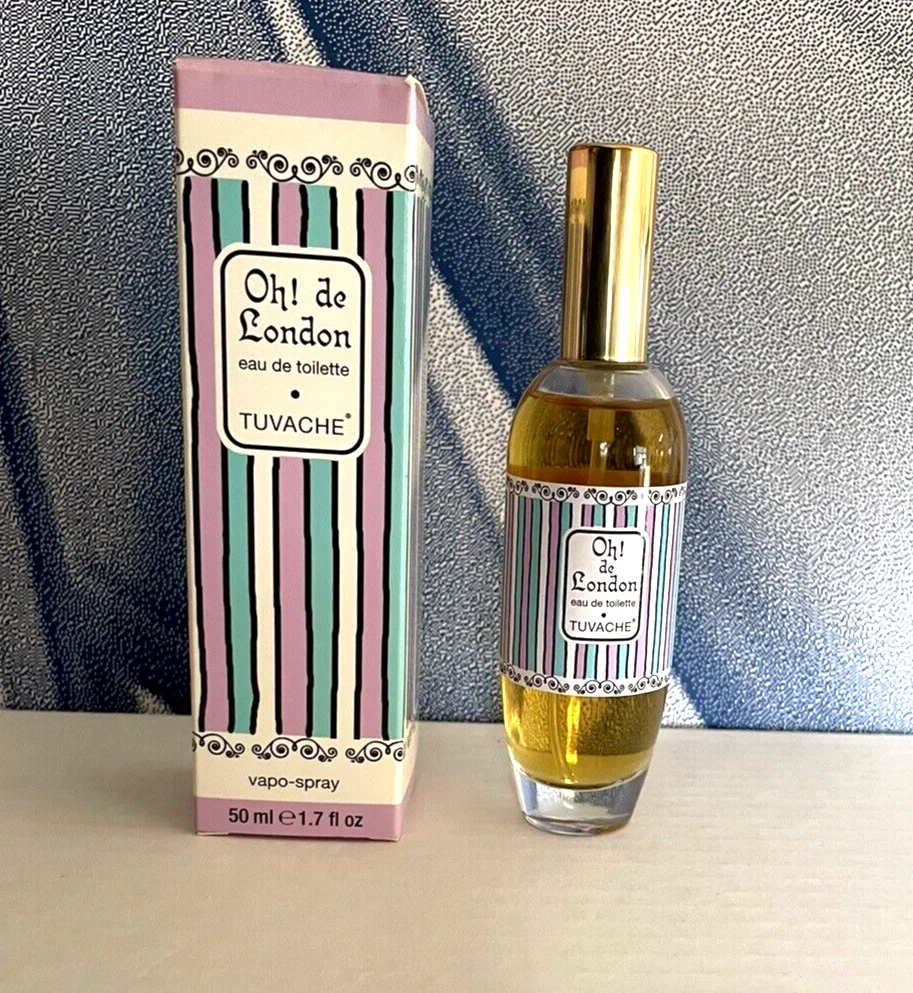 Oh! de
London
eau de toilette
•
TUVACHE®
vapo-spray
50 ml ℮ 1.7 fl oz
Oh!
de
London
eau de toilette
•
TUVACHE®